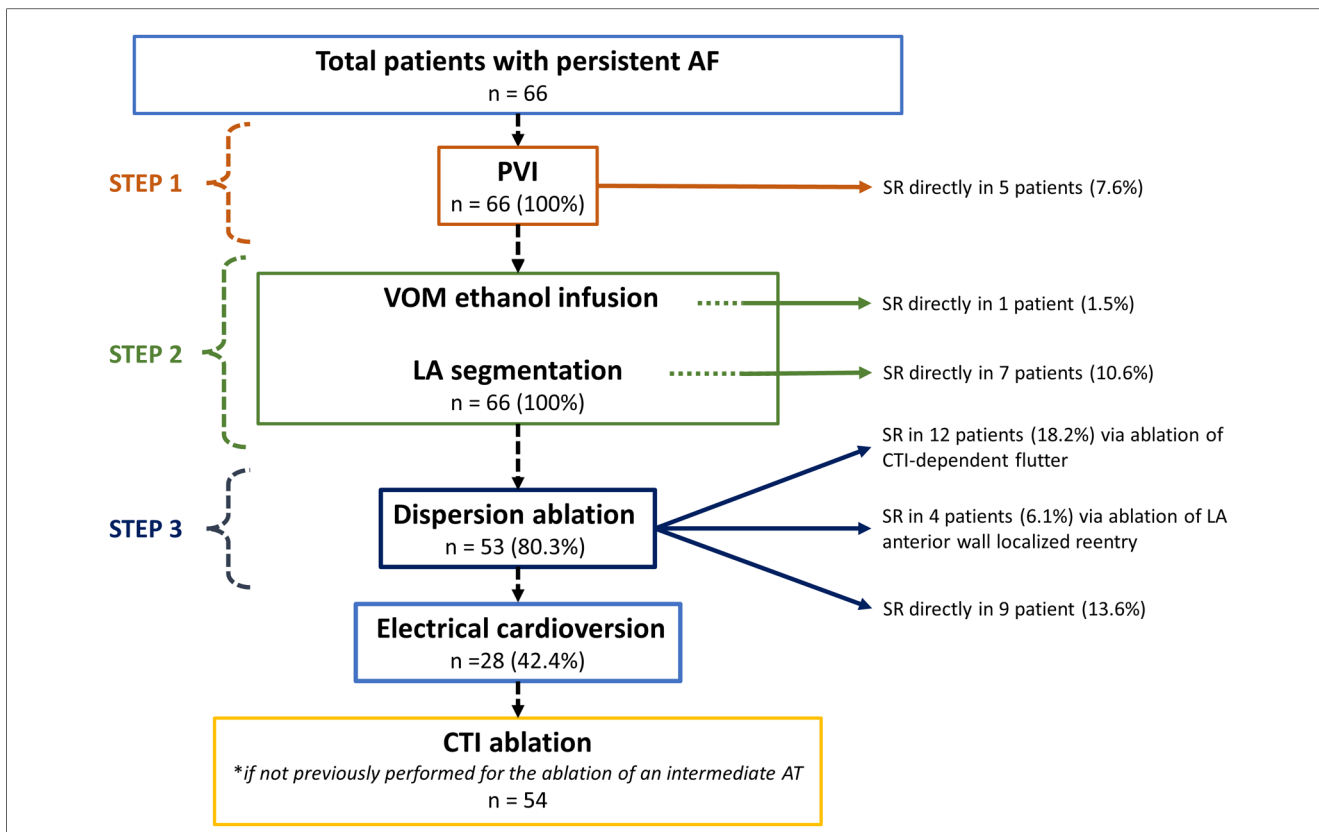 Total patients with persistent AF
n = 66
STEP 1
PVI
n = 66 (100%)
SR directly in 5 patients (7.6%)
STEP 2
VOM ethanol infusion
SR directly in 1 patient (1.5%)
LA segmentation
n = 66 (100%)
SR directly in 7 patients (10.6%)
STEP 3
Dispersion ablation
n = 53 (80.3%)
SR in 12 patients (18.2%) via ablation of
CTI-dependent flutter
SR in 4 patients (6.1%) via ablation of LA
anterior wall localized reentry
SR directly in 9 patient (13.6%)
Electrical cardioversion
n =28 (42.4%)
CTI ablation
*if not previously performed for the ablation of an intermediate AT
n = 54